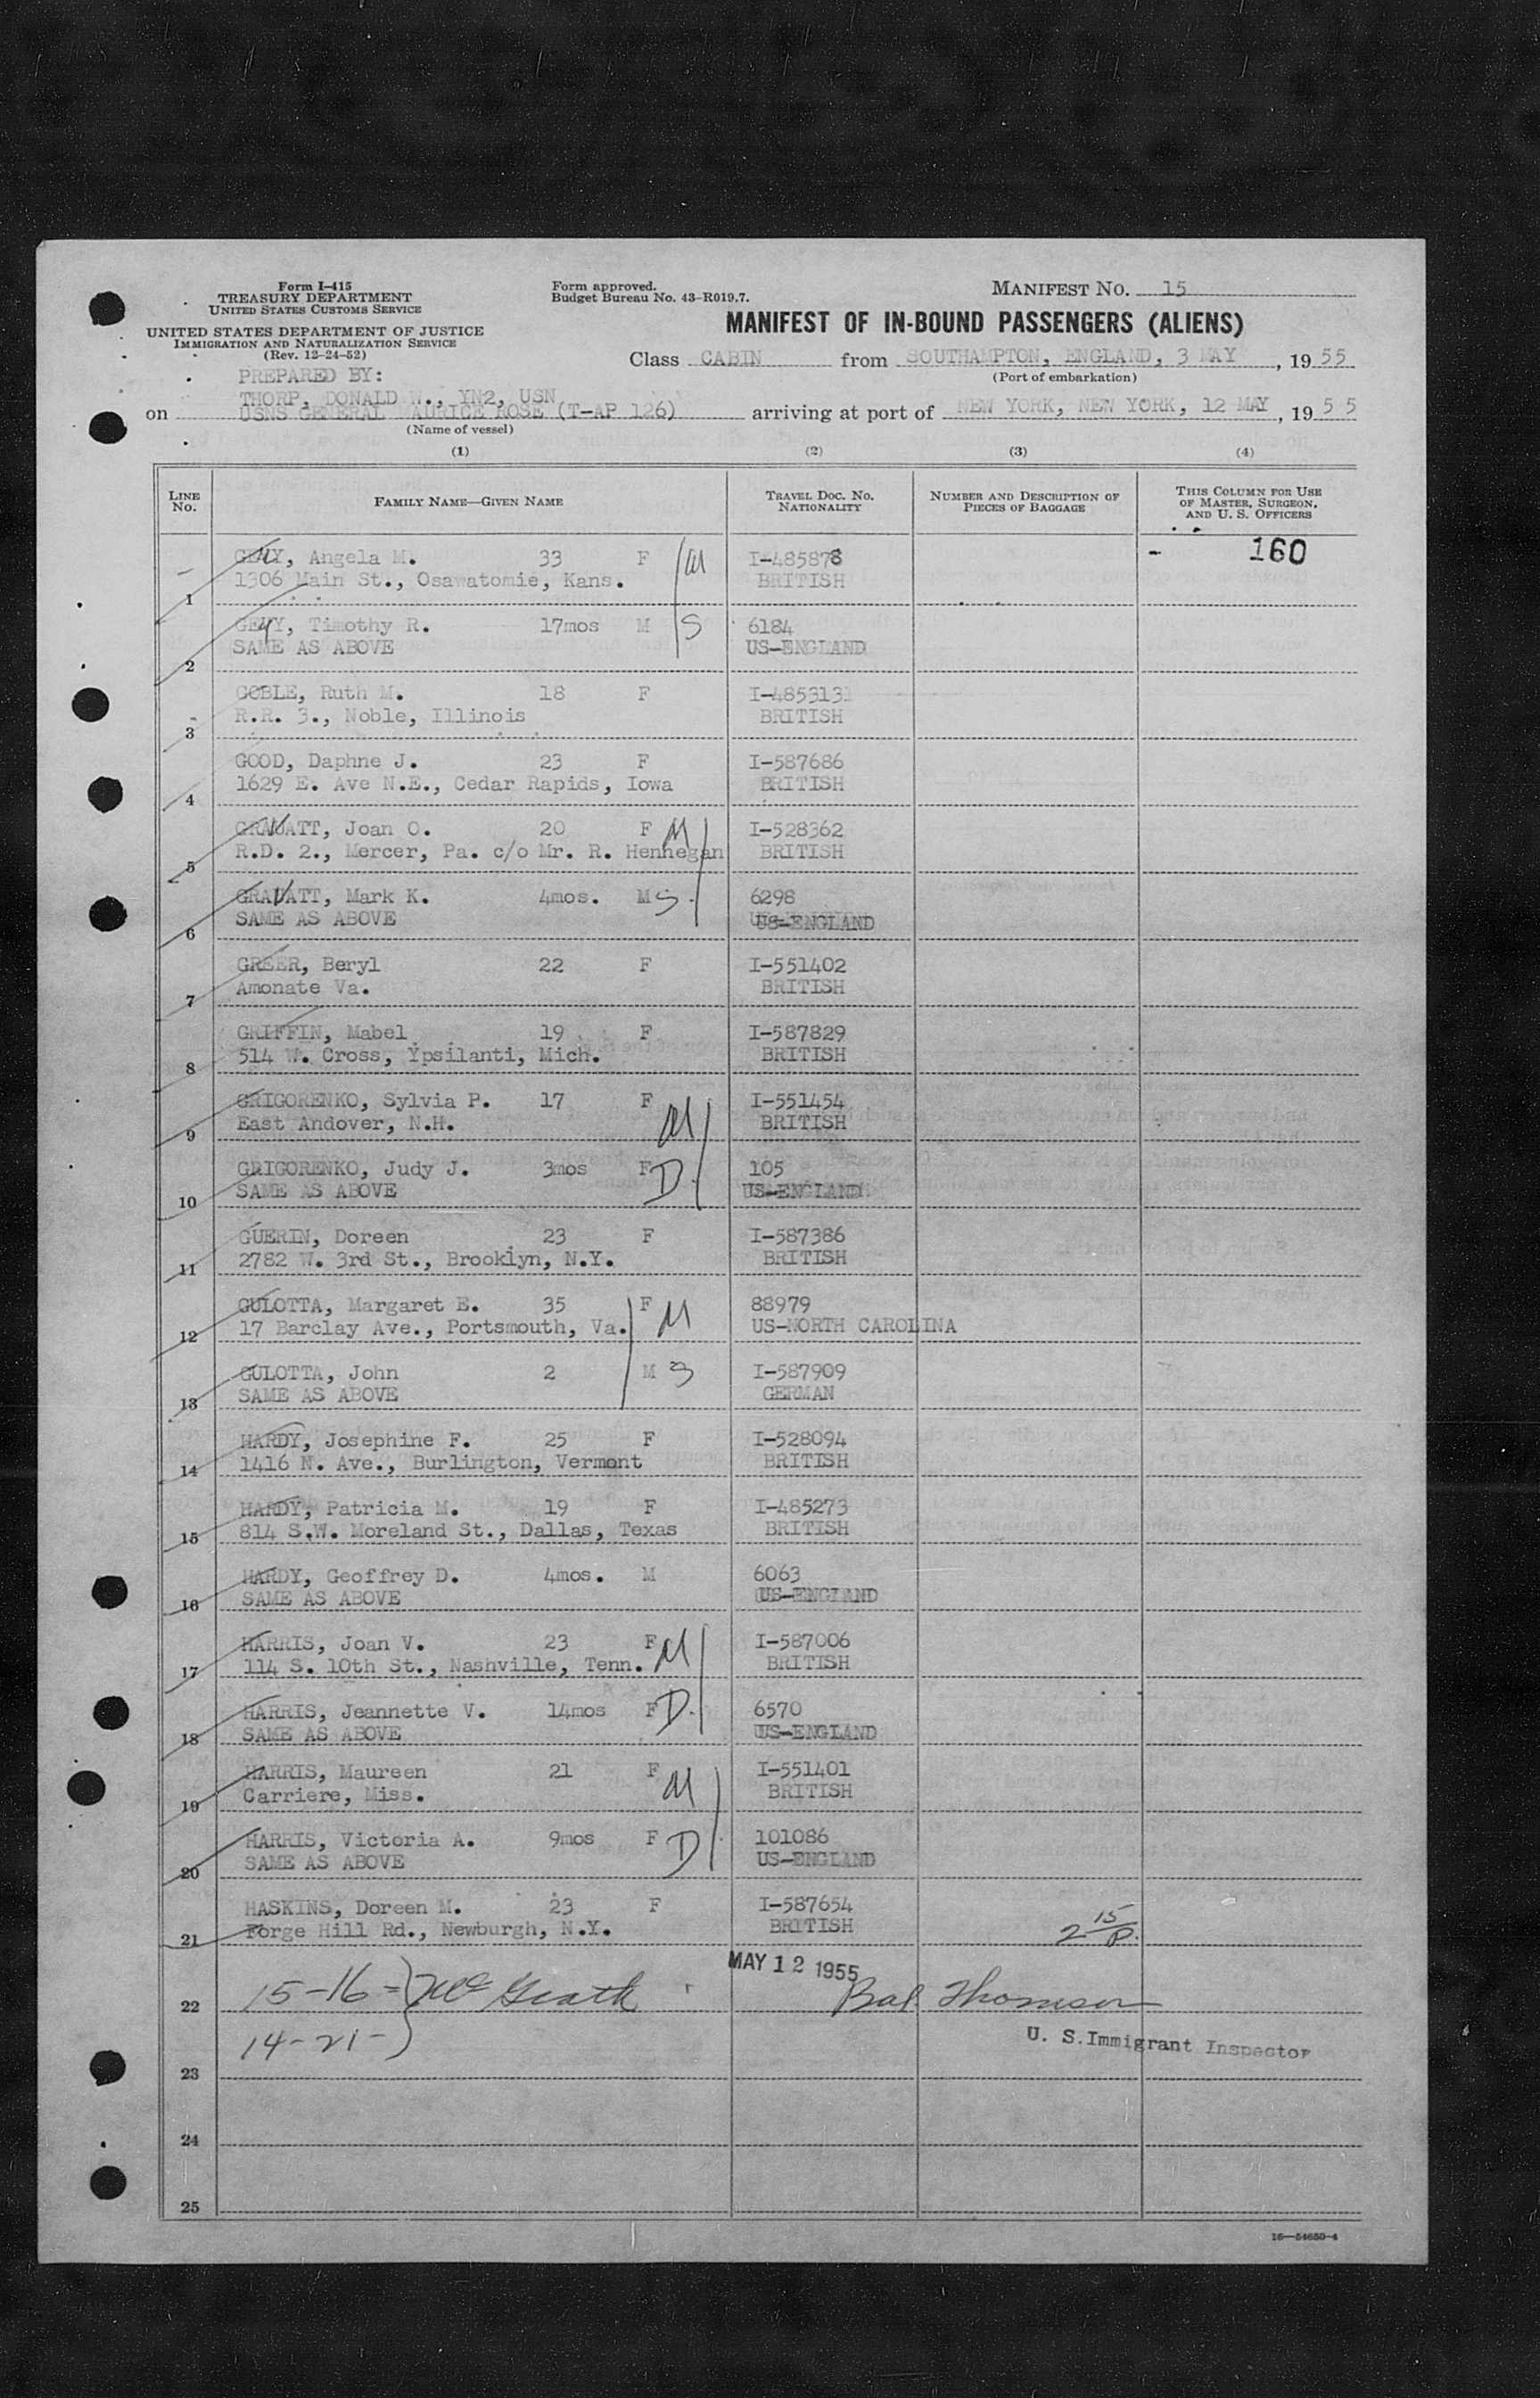 Form I-415
TREASURY DEPARTMENT
UNITED STATES CUSTOMS SERVICE
UNITED STATES DEPARTMENT OF JUSTICE
IMMIGRATION AND NATURALIZATION SERVICE
(Rev. 12-24-52)
Form approved.
Budget Bureau No. 43-R019.7.
MANIFEST NO. 15
MANIFEST OF IN-BOUND PASSENGERS (ALIENS)
Class CABIN from SOUTHAMPTON, ENGLAND, 3 MAY, 1955
(Port of embarkation)
PREPARED BY:
THORP, DONALD W., YN2, USN
on USNS GENERAL MAURICE ROSE (T-AP 126) arriving at port of NEW YORK, NEW YORK, 12 MAY, 1955
(Name of vessel)
(1) (2) (3) (4)
LINE No. FAMILY NAME—GIVEN NAME TRAVEL DOC. NO. NATIONALITY NUMBER AND DESCRIPTION OF PIECES OF BAGGAGE THIS COLUMN FOR USE OF MASTER, SURGEON, AND U. S. OFFICERS
Angela M. 33 F M I-485878 - 160
1306 Main St., Osawatomie, Kans. BRITISH
1
Timothy R. 17mos M S 6184
SAME AS ABOVE US-ENGLAND
2
GOBLE, Ruth M. 18 F I-485313
R.R. 3., Noble, Illinois BRITISH
3
GOOD, Daphne J. 23 F I-587686
1629 E. Ave N.E., Cedar Rapids, Iowa BRITISH
4
GRAVATT, Joan O. 20 F M I-528362
R.D. 2., Mercer, Pa. c/o Mr. R. Hennegan BRITISH
5
GRAVATT, Mark K. 4mos. M S. 6298
SAME AS ABOVE US-ENGLAND
6
GREER, Beryl 22 F I-551402
Amonate Va. BRITISH
7
GRIFFIN, Mabel 19 F I-587829
514 W. Cross, Ypsilanti, Mich. BRITISH
8
GRIGORENKO, Sylvia P. 17 F M I-551454
East Andover, N.H. BRITISH
9
GRIGORENKO, Judy J. 3mos F D. 105
SAME AS ABOVE US-ENGLAND
10
GUERIN, Doreen 23 F I-587386
2782 W. 3rd St., Brooklyn, N.Y. BRITISH
11
GULOTTA, Margaret E. 35 F M 88979
17 Barclay Ave., Portsmouth, Va. US-NORTH CAROLINA
12
GULOTTA, John 2 M S I-587909
SAME AS ABOVE GERMAN
13
HARDY, Josephine F. 25 F I-528094
1416 N. Ave., Burlington, Vermont BRITISH
14
HARDY, Patricia M. 19 F I-485273
814 S.W. Moreland St., Dallas, Texas BRITISH
15
HARDY, Geoffrey D. 4mos. M 6063
SAME AS ABOVE US-ENGLAND
16
HARRIS, Joan V. 23 F M I-587006
114 S. 10th St., Nashville, Tenn. BRITISH
17
HARRIS, Jeannette V. 14mos F D. 6570
SAME AS ABOVE US-ENGLAND
18
HARRIS, Maureen 21 F M I-551401
Carriere, Miss. BRITISH
19
HARRIS, Victoria A. 9mos F D 101086
SAME AS ABOVE US-ENGLAND
20
HASKINS, Doreen M. 23 F I-587654
Forge Hill Rd., Newburgh, N.Y. BRITISH 2 15/P.
21
MAY 12 1955
22 15-16- McGrath Thomson
14-21-
U. S. Immigrant Inspector
23
24
25
16—54650-4